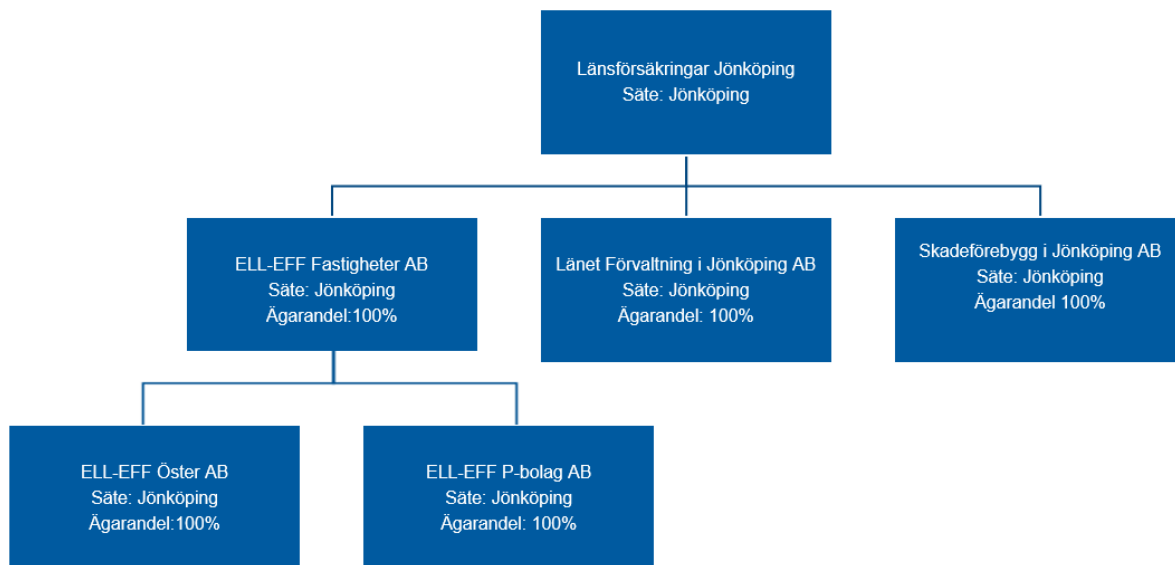 Länsförsäkringar Jönköping
Säte: Jönköping
ELL-EFF Fastigheter AB
Säte: Jönköping
Ägarandel:100%
Länet Förvaltning i Jönköping AB
Säte: Jönköping
Ägarandel: 100%
Skadeförebygg i Jönköping AB
Säte: Jönköping
Ägarandel 100%
ELL-EFF Öster AB
Säte: Jönköping
Ägarandel:100%
ELL-EFF P-bolag AB
Säte: Jönköping
Ägarandel: 100%